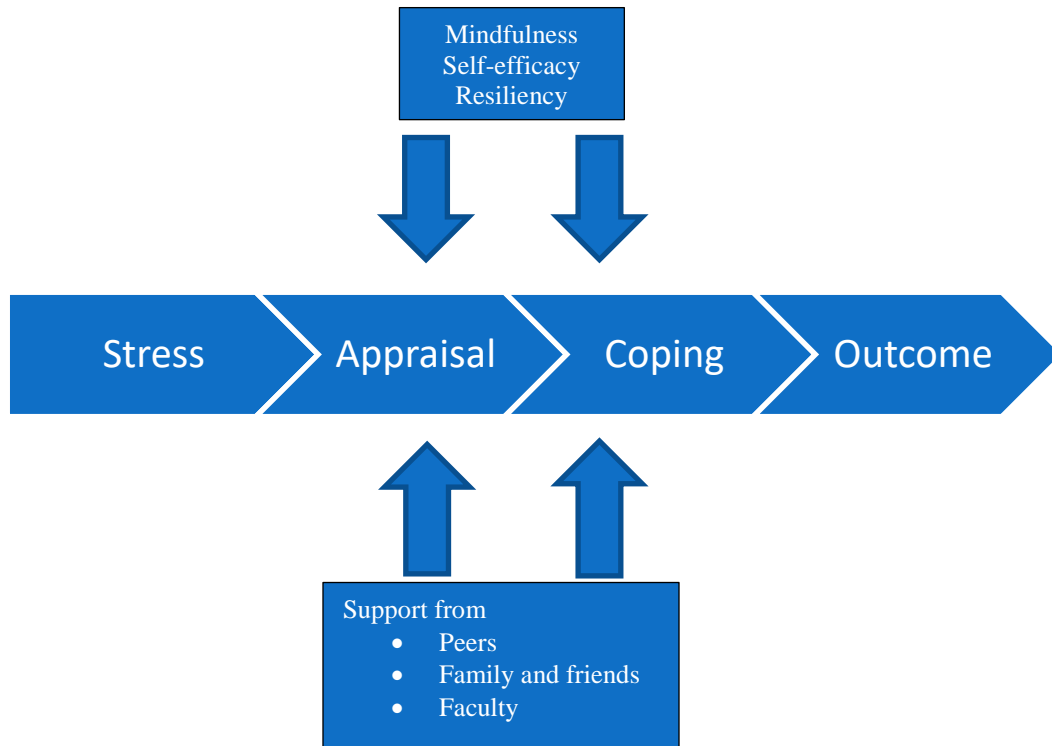 Mindfulness
Self-efficacy
Resiliency
Stress
Appraisal
Coping
Outcome
Support from
• Peers
• Family and friends
• Faculty